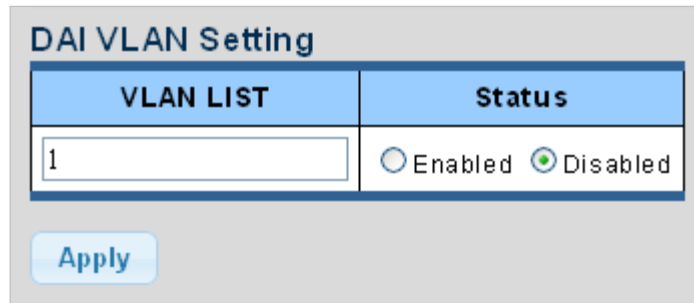 DAI VLAN Setting
VLAN LIST Status
1 Enabled Disabled
Apply